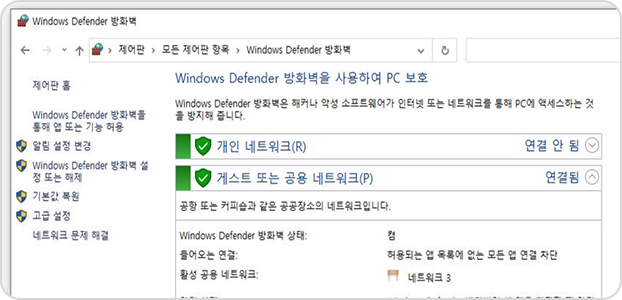 Windows Defender 방화벽
제어판 > 모든 제어판 항목 > Windows Defender 방화벽
제어판 홈
Windows Defender 방화벽을
통해 앱 또는 기능 허용
알림 설정 변경
Windows Defender 방화벽 설
정 또는 해제
기본값 복원
고급 설정
네트워크 문제 해결
Windows Defender 방화벽을 사용하여 PC 보호
Windows Defender 방화벽은 해커나 악성 소프트웨어가 인터넷 또는 네트워크를 통해 PC에 액세스하는 것
을 방지해 줍니다.
개인 네트워크(R) 연결 안 됨
게스트 또는 공용 네트워크(P) 연결됨
공항 또는 커피숍과 같은 공공장소의 네트워크입니다.
Windows Defender 방화벽 상태: 켬
들어오는 연결: 허용되는 앱 목록에 없는 모든 앱 연결 차단
활성 공용 네트워크: 네트워크 3